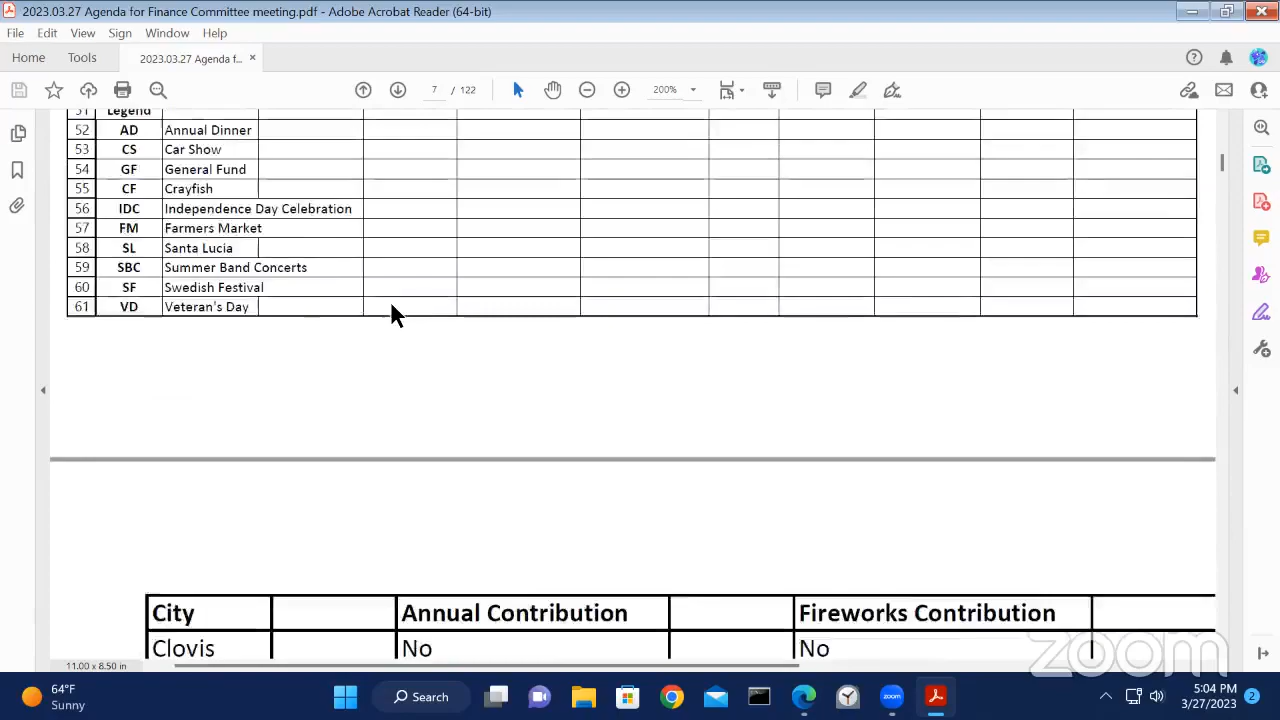 2023.03.27 Agenda for Finance Committee meeting.pdf - Adobe Acrobat Reader (64-bit)
File Edit View Sign Window Help
Home Tools 2023.03.27 Agenda f... ×
7 / 122 200%
51 Legend
52 AD Annual Dinner
53 CS Car Show
54 GF General Fund
55 CF Crayfish
56 IDC Independence Day Celebration
57 FM Farmers Market
58 SL Santa Lucia
59 SBC Summer Band Concerts
60 SF Swedish Festival
61 VD Veteran's Day
City Annual Contribution Fireworks Contribution
Clovis No No
zoom
11.00 x 8.50 in
64°F
Sunny
Search
zoom
5:04 PM
3/27/2023
2